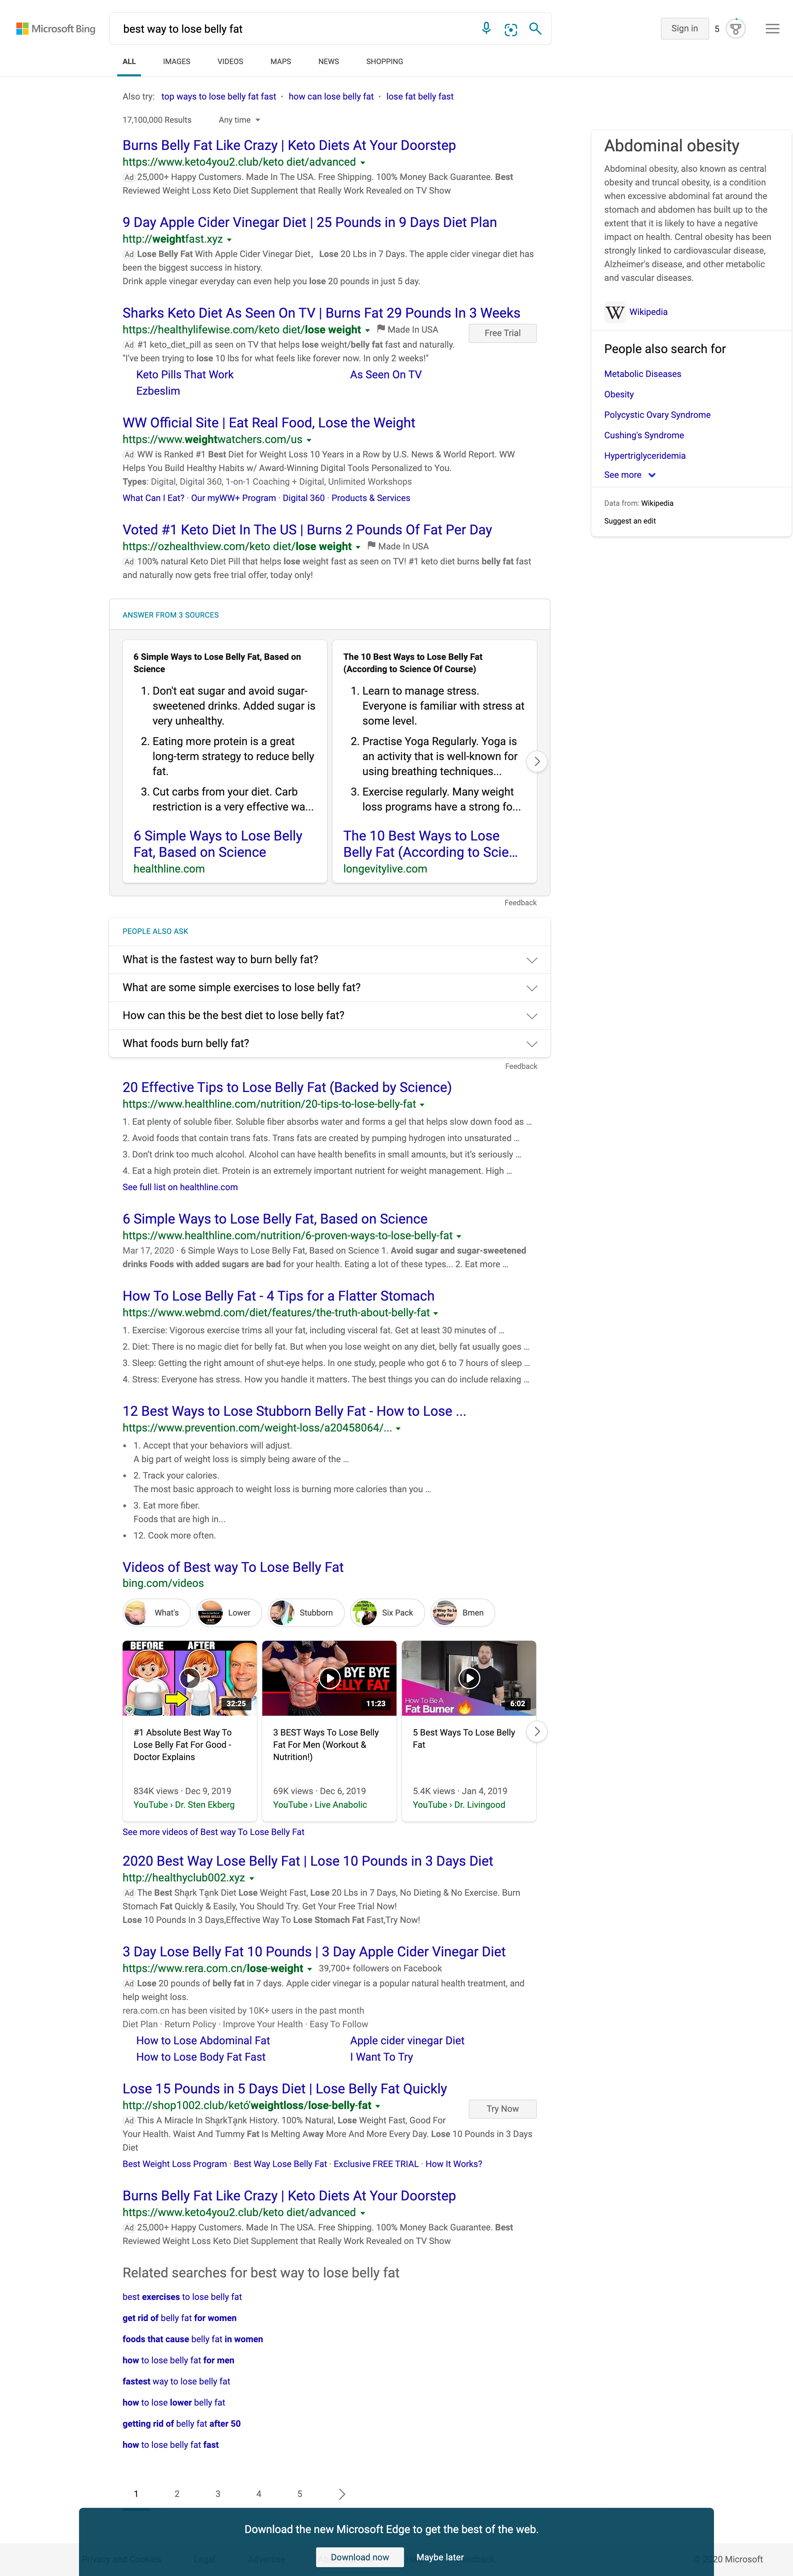 Microsoft Bing
best way to lose belly fat
Sign in
5
ALL
IMAGES
VIDEOS
MAPS
NEWS
SHOPPING
Also try: top ways to lose belly fat fast · how can lose belly fat · lose fat belly fast
17,100,000 Results
Any time
Burns Belly Fat Like Crazy | Keto Diets At Your Doorstep
https://www.keto4you2.club/keto diet/advanced
Ad 25,000+ Happy Customers. Made In The USA. Free Shipping. 100% Money Back Guarantee. Best
Reviewed Weight Loss Keto Diet Supplement that Really Work Revealed on TV Show
9 Day Apple Cider Vinegar Diet | 25 Pounds in 9 Days Diet Plan
http://weightfast.xyz
Ad Lose Belly Fat With Apple Cider Vinegar Diet, Lose 20 Lbs in 7 Days. The apple cider vinegar diet has
been the biggest success in history.
Drink apple vinegar everyday can even help you lose 20 pounds in just 5 day.
Sharks Keto Diet As Seen On TV | Burns Fat 29 Pounds In 3 Weeks
https://healthylifewise.com/keto diet/lose weight
Made In USA
Ad #1 keto_diet_pill as seen on TV that helps lose weight/belly fat fast and naturally.
"I've been trying to lose 10 lbs for what feels like forever now. In only 2 weeks!"
Free Trial
Keto Pills That Work
As Seen On TV
Ezbeslim
WW Official Site | Eat Real Food, Lose the Weight
https://www.weightwatchers.com/us
Ad WW is Ranked #1 Best Diet for Weight Loss 10 Years in a Row by U.S. News & World Report. WW
Helps You Build Healthy Habits w/ Award-Winning Digital Tools Personalized to You.
Types: Digital, Digital 360, 1-on-1 Coaching + Digital, Unlimited Workshops
What Can I Eat? · Our myWW+ Program · Digital 360 · Products & Services
Voted #1 Keto Diet In The US | Burns 2 Pounds Of Fat Per Day
https://ozhealthview.com/keto diet/lose weight
Made in USA
Ad 100% natural Keto Diet Pill that helps lose weight fast as seen on TV! #1 keto diet burns belly fat fast
and naturally now gets free trial offer, today only!
Abdominal obesity
Abdominal obesity, also known as central
obesity and truncal obesity, is a condition
when excessive abdominal fat around the
stomach and abdomen has built up to the
extent that it is likely to have a negative
impact on health. Central obesity has been
strongly linked to cardiovascular disease,
Alzheimer's disease, and other metabolic
and vascular diseases.
W Wikipedia
People also search for
Metabolic Diseases
Obesity
Polycystic Ovary Syndrome
Cushing's Syndrome
Hypertriglyceridemia
See more
Data from: Wikipedia
Suggest an edit
ANSWER FROM 3 SOURCES
6 Simple Ways to Lose Belly Fat, Based on
Science
1. Don't eat sugar and avoid sugar-
sweetened drinks. Added sugar is
very unhealthy.
2. Eating more protein is a great
long-term strategy to reduce belly
fat.
3. Cut carbs from your diet. Carb
restriction is a very effective wa...
6 Simple Ways to Lose Belly
Fat, Based on Science
healthline.com
The 10 Best Ways to Lose Belly Fat
(According to Science Of Course)
1. Learn to manage stress.
Everyone is familiar with stress at
some level.
2. Practise Yoga Regularly. Yoga is
an activity that is well-known for
using breathing techniques...
3. Exercise regularly. Many weight
loss programs have a strong fo...
The 10 Best Ways to Lose
Belly Fat (According to Scie...
longevitylive.com
Feedback
PEOPLE ALSO ASK
What is the fastest way to burn belly fat?
What are some simple exercises to lose belly fat?
How can this be the best diet to lose belly fat?
What foods burn belly fat?
Feedback
20 Effective Tips to Lose Belly Fat (Backed by Science)
https://www.healthline.com/nutrition/20-tips-to-lose-belly-fat
1. Eat plenty of soluble fiber. Soluble fiber absorbs water and forms a gel that helps slow down food as ...
2. Avoid foods that contain trans fats. Trans fats are created by pumping hydrogen into unsaturated ...
3. Don't drink too much alcohol. Alcohol can have health benefits in small amounts, but it's seriously ...
4. Eat a high protein diet. Protein is an extremely important nutrient for weight management. High ...
See full list on healthline.com
6 Simple Ways to Lose Belly Fat, Based on Science
https://www.healthline.com/nutrition/6-proven-ways-to-lose-belly-fat
Mar 17, 2020 · 6 Simple Ways to Lose Belly Fat, Based on Science 1. Avoid sugar and sugar-sweetened
drinks Foods with added sugars are bad for your health. Eating a lot of these types... 2. Eat more ...
How To Lose Belly Fat - 4 Tips for a Flatter Stomach
https://www.webmd.com/diet/features/the-truth-about-belly-fat
1. Exercise: Vigorous exercise trims all your fat, including visceral fat. Get at least 30 minutes of ...
2. Diet: There is no magic diet for belly fat. But when you lose weight on any diet, belly fat usually goes ...
3. Sleep: Getting the right amount of shut-eye helps. In one study, people who got 6 to 7 hours of sleep ...
4. Stress: Everyone has stress. How you handle it matters. The best things you can do include relaxing ...
12 Best Ways to Lose Stubborn Belly Fat - How to Lose ...
https://www.prevention.com/weight-loss/a20458064/...
• 1. Accept that your behaviors will adjust.
A big part of weight loss is simply being aware of the ...
• 2. Track your calories.
The most basic approach to weight loss is burning more calories than you ...
• 3. Eat more fiber.
Foods that are high in...
• 12. Cook more often.
Videos of Best way To Lose Belly Fat
bing.com/videos
What's
Lower
Stubborn
Six Pack
Bmen
BEFORE AFTER
32:25
#1 Absolute Best Way To
Lose Belly Fat For Good -
Doctor Explains
834K views · Dec 9, 2019
YouTube › Dr. Sten Ekberg
BYE BYE
BELLY FAT
11:23
3 BEST Ways To Lose Belly
Fat For Men (Workout &
Nutrition!)
69K views · Dec 6, 2019
YouTube › Live Anabolic
How To Be A
Fat Burner
6:02
5 Best Ways To Lose Belly
Fat
5.4K views · Jan 4, 2019
YouTube › Dr. Livingood
See more videos of Best way To Lose Belly Fat
2020 Best Way Lose Belly Fat | Lose 10 Pounds in 3 Days Diet
http://healthyclub002.xyz
Ad The Best Shąrk Tąnk Diet Lose Weight Fast, Lose 20 Lbs in 7 Days, No Dieting & No Exercise. Burn
Stomach Fat Quickly & Easily, You Should Try. Get Your Free Trial Now!
Lose 10 Pounds In 3 Days,Effective Way To Lose Stomach Fat Fast,Try Now!
3 Day Lose Belly Fat 10 Pounds | 3 Day Apple Cider Vinegar Diet
https://www.rera.com.cn/lose-weight
39,700+ followers on Facebook
Ad Lose 20 pounds of belly fat in 7 days. Apple cider vinegar is a popular natural health treatment, and
help weight loss.
rera.com.cn has been visited by 10K+ users in the past month
Diet Plan · Return Policy · Improve Your Health · Easy To Follow
How to Lose Abdominal Fat
Apple cider vinegar Diet
How to Lose Body Fat Fast
I Want To Try
Lose 15 Pounds in 5 Days Diet | Lose Belly Fat Quickly
http://shop1002.club/ketó'weightloss/lose-belly-fat
Ad This A Miracle In ShąrkTąnk History. 100% Natural, Lose Weight Fast, Good For
Your Health. Waist And Tummy Fat Is Melting Away More And More Every Day. Lose 10 Pounds in 3 Days
Diet
Try Now
Best Weight Loss Program · Best Way Lose Belly Fat · Exclusive FREE TRIAL · How It Works?
Burns Belly Fat Like Crazy | Keto Diets At Your Doorstep
https://www.keto4you2.club/keto diet/advanced
Ad 25,000+ Happy Customers. Made In The USA. Free Shipping. 100% Money Back Guarantee. Best
Reviewed Weight Loss Keto Diet Supplement that Really Work Revealed on TV Show
Related searches for best way to lose belly fat
best exercises to lose belly fat
get rid of belly fat for women
foods that cause belly fat in women
how to lose belly fat for men
fastest way to lose belly fat
how to lose lower belly fat
getting rid of belly fat after 50
how to lose belly fat fast
1 2 3 4 5
Download the new Microsoft Edge to get the best of the web.
Download now
Maybe later
20 Microsoft